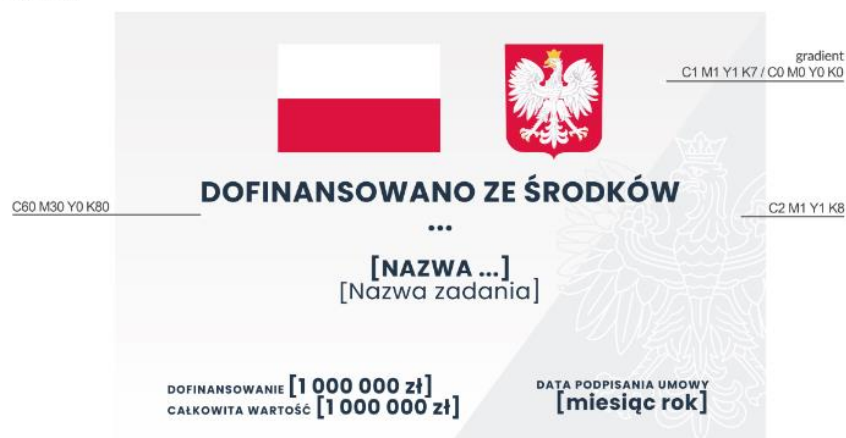 gradient
C1 M1 Y1 K7 / C0 M0 Y0 K0
DOFINANSOWANO ZE ŚRODKÓW
C60 M30 Y0 K80
C2 M1 Y1 K8
...
[NAZWA ...]
[Nazwa zadania]
DOFINANSOWANIE [1 000 000 zł]
CAŁKOWITA WARTOŚĆ [1 000 000 zł]
DATA PODPISANIA UMOWY
[miesiąc rok]